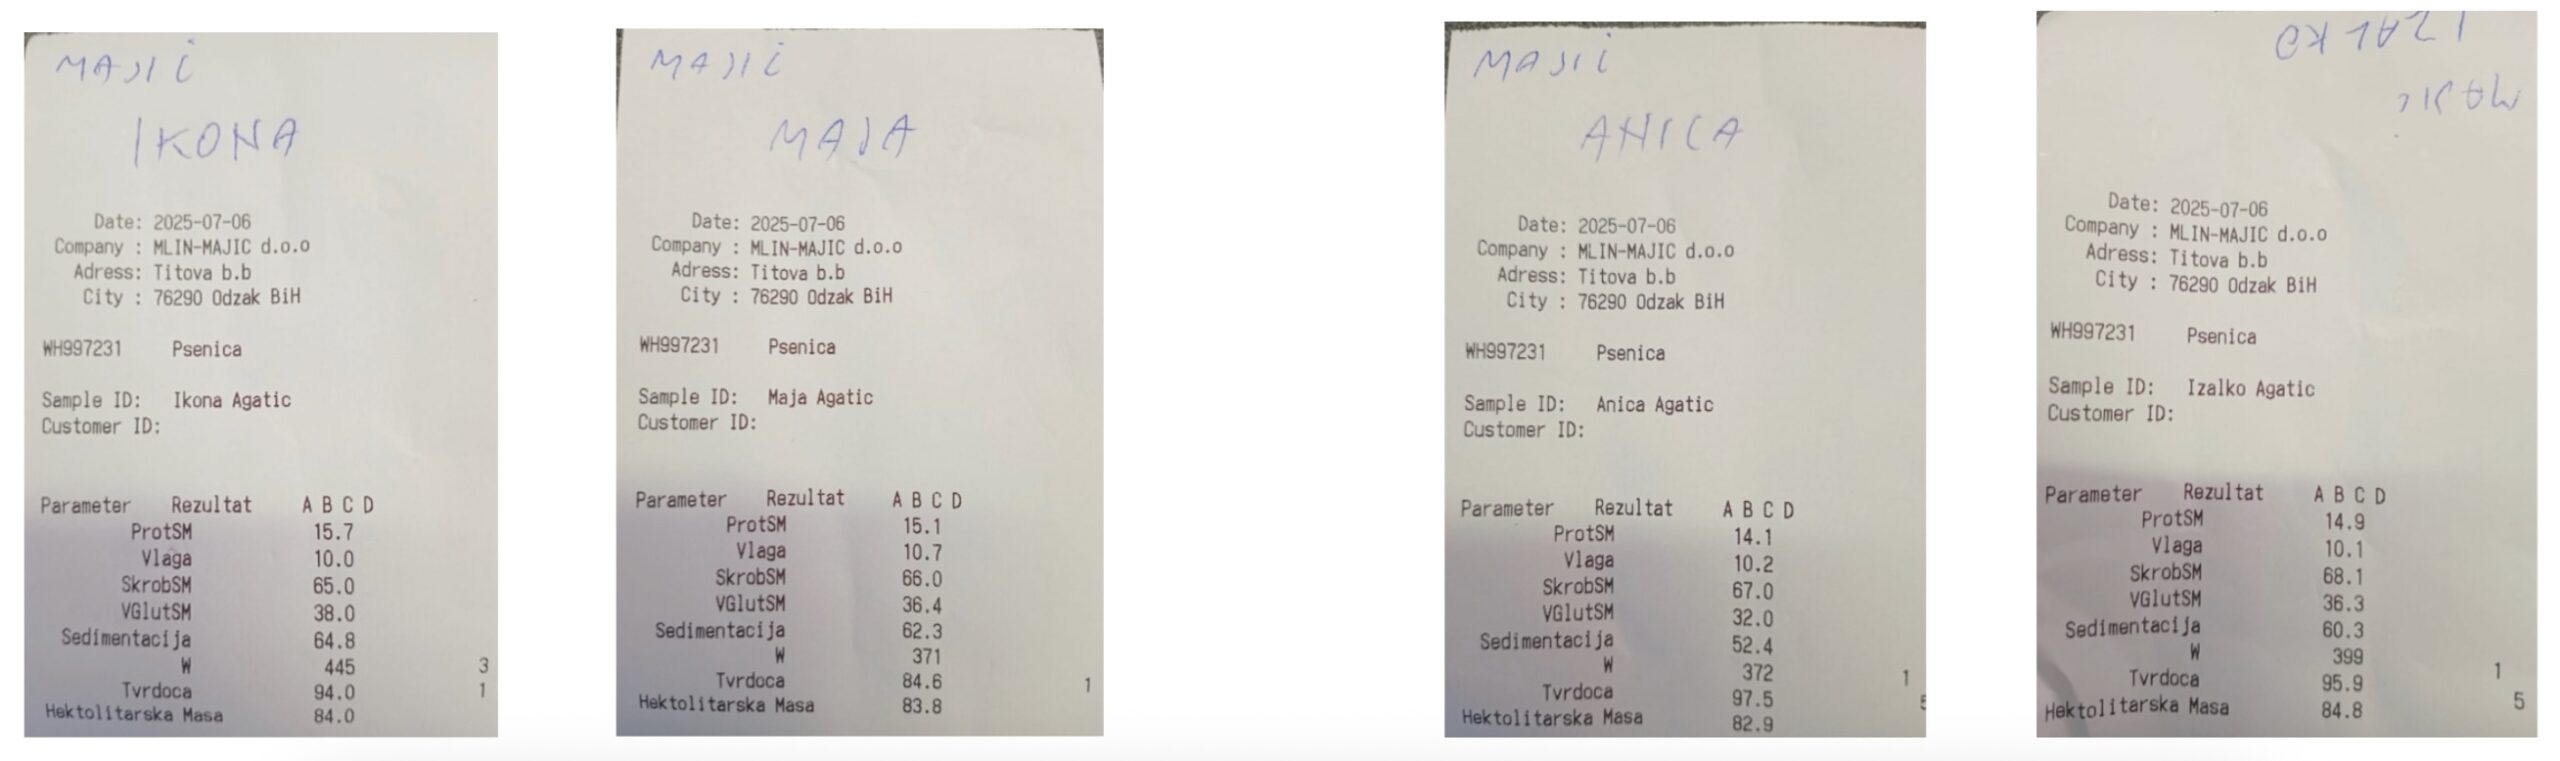 MAJIĆ
IKONA
Date: 2025-07-06
Company : MLIN-MAJIC d.o.o
Adress: Titova b.b
City : 76290 Odzak BiH
WH997231 Psenica
Sample ID: Ikona Agatic
Customer ID:
Parameter Rezultat A B C D
ProtSM 15.7
Vlaga 10.0
SkrobSM 65.0
VGlutSM 38.0
Sedimentacija 64.8
W 445 3
Tvrdoca 94.0 1
Hektolitarska Masa 84.0
MAJIĆ
MAJA
Date: 2025-07-06
Company : MLIN-MAJIC d.o.o
Adress: Titova b.b
City : 76290 Odzak BiH
WH997231 Psenica
Sample ID: Maja Agatic
Customer ID:
Parameter Rezultat A B C D
ProtSM 15.1
Vlaga 10.7
SkrobSM 66.0
VGlutSM 36.4
Sedimentacija 62.3
W 371
Tvrdoca 84.6 1
Hektolitarska Masa 83.8
MAJIĆ
ANICA
Date: 2025-07-06
Company : MLIN-MAJIC d.o.o
Adress: Titova b.b
City : 76290 Odzak BiH
WH997231 Psenica
Sample ID: Anica Agatic
Customer ID:
Parameter Rezultat A B C D
ProtSM 14.1
Vlaga 10.2
SkrobSM 67.0
VGlutSM 32.0
Sedimentacija 52.4
W 372 1
Tvrdoca 97.5 5
Hektolitarska Masa 82.9
MAJIĆ
IZALKO
Date: 2025-07-06
Company : MLIN-MAJIC d.o.o
Adress: Titova b.b
City : 76290 Odzak BiH
WH997231 Psenica
Sample ID: Izalko Agatic
Customer ID:
Parameter Rezultat A B C D
ProtSM 14.9
Vlaga 10.1
SkrobSM 68.1
VGlutSM 36.3
Sedimentacija 60.3
W 399 1
Tvrdoca 95.9 5
Hektolitarska Masa 84.8